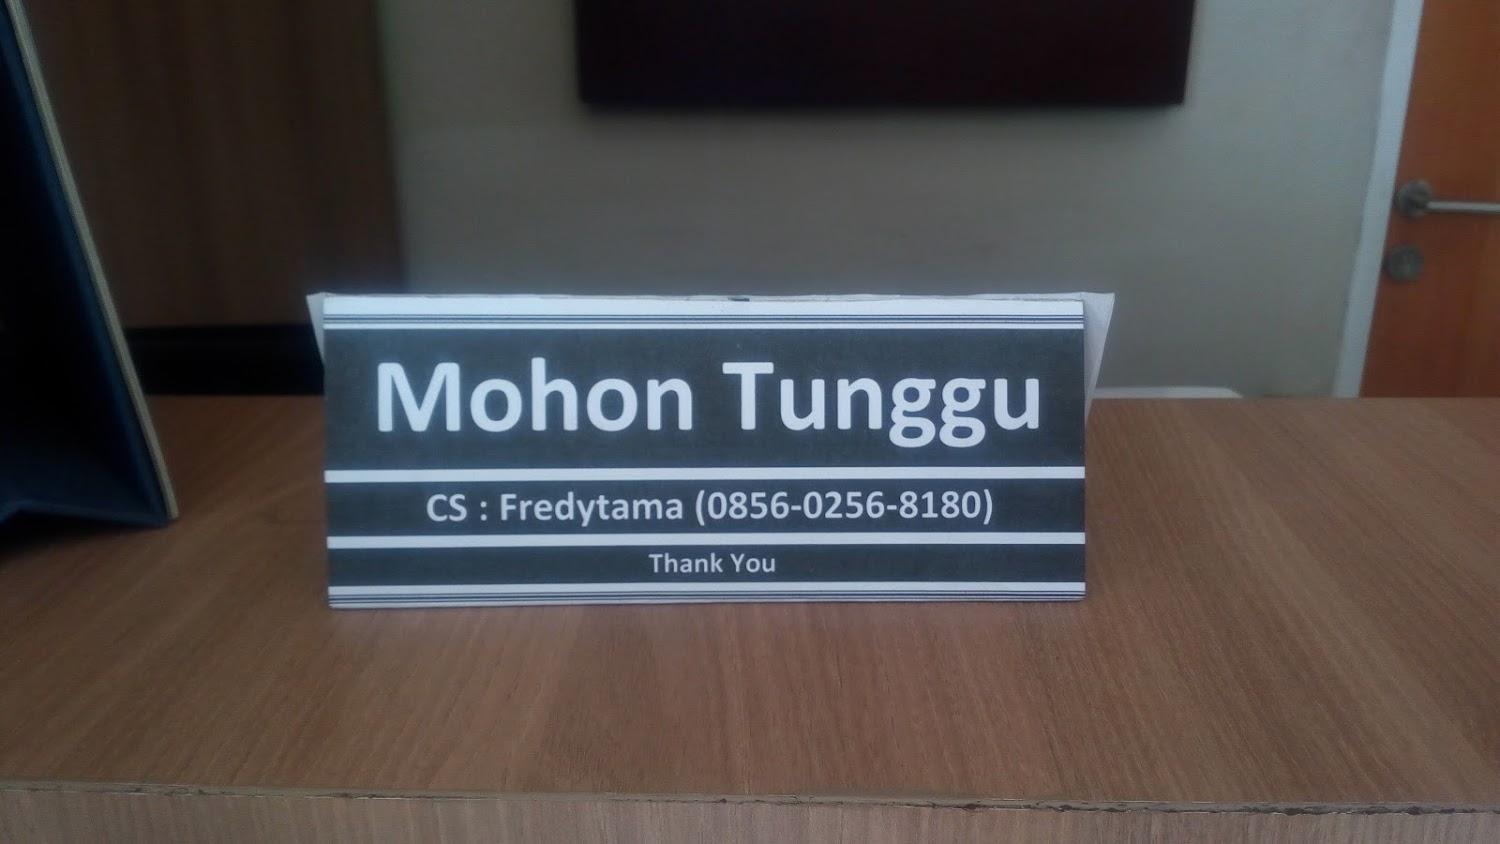 Mohon Tunggu
CS : Fredytama (0856-0256-8180)
Thank You